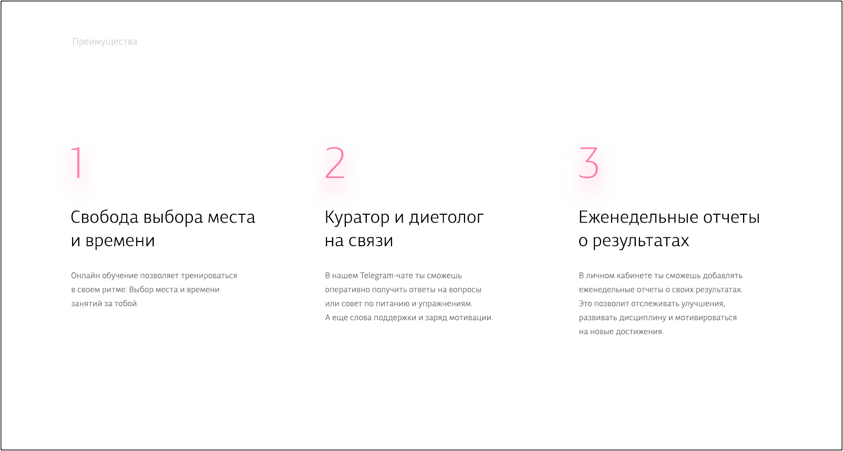 Преимущества
1
Свобода выбора места
и времени
Онлайн обучение позволяет тренироваться
в своем ритме. Выбор места и времени
занятий за тобой.
2
Куратор и диетолог
на связи
В нашем Telegram-чате ты сможешь
оперативно получить ответы на вопросы
или совет по питанию и упражнениям.
А еще слова поддержки и заряд мотивации.
3
Еженедельные отчеты
о результатах
В личном кабинете ты сможешь добавлять
еженедельные отчеты о своих результатах.
Это позволит отслеживать улучшения,
развивать дисциплину и мотивироваться
на новые достижения.